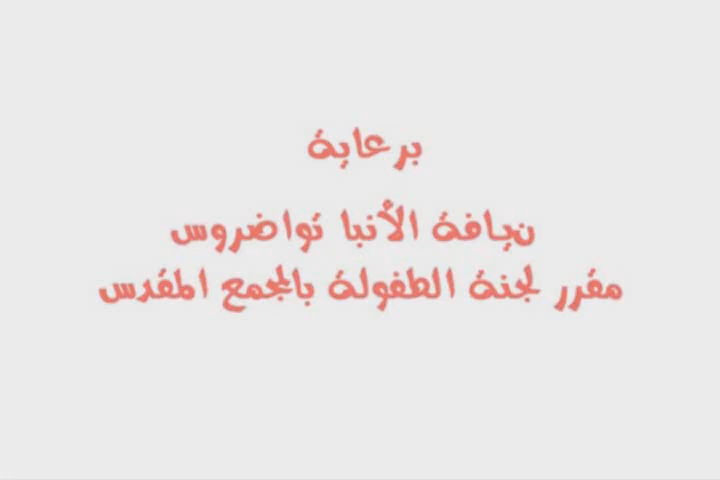 برعاية
نيافة الأنبا تواضروس
مقرر لجنة الطفولة بالمجمع المقدس